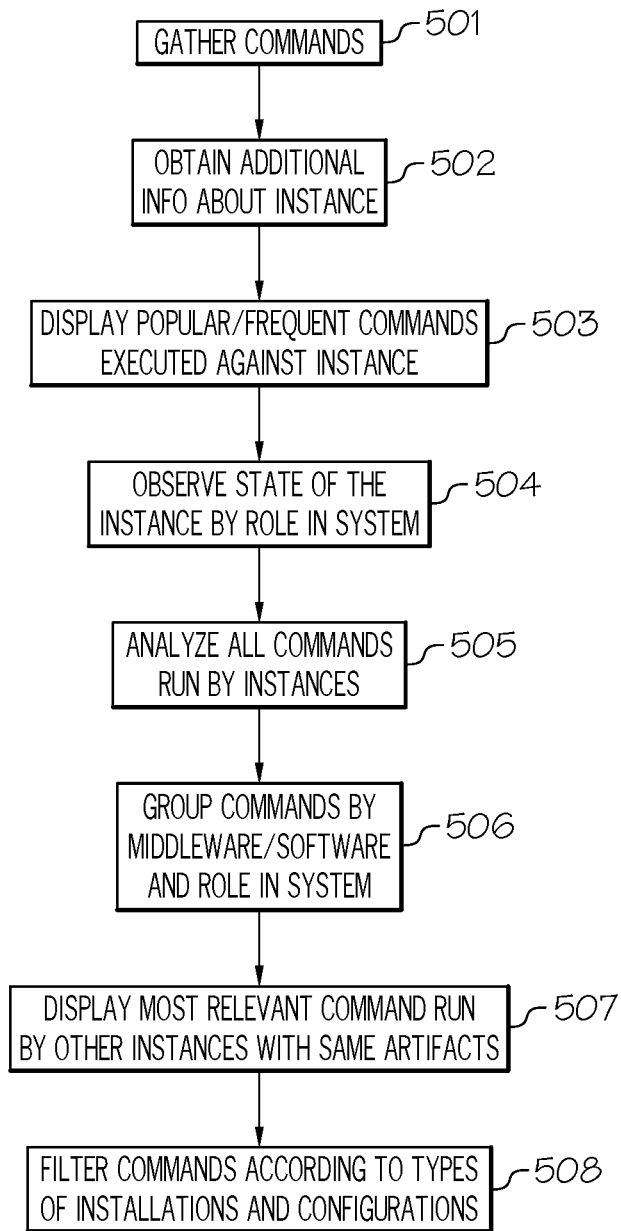 GATHER COMMANDS
501
OBTAIN ADDITIONAL
INFO ABOUT INSTANCE
502
DISPLAY POPULAR/FREQUENT COMMANDS
EXECUTED AGAINST INSTANCE
503
OBSERVE STATE OF THE
INSTANCE BY ROLE IN SYSTEM
504
ANALYZE ALL COMMANDS
RUN BY INSTANCES
505
GROUP COMMANDS BY
MIDDLEWARE/SOFTWARE
AND ROLE IN SYSTEM
506
DISPLAY MOST RELEVANT COMMAND RUN
BY OTHER INSTANCES WITH SAME ARTIFACTS
507
FILTER COMMANDS ACCORDING TO TYPES
OF INSTALLATIONS AND CONFIGURATIONS
508